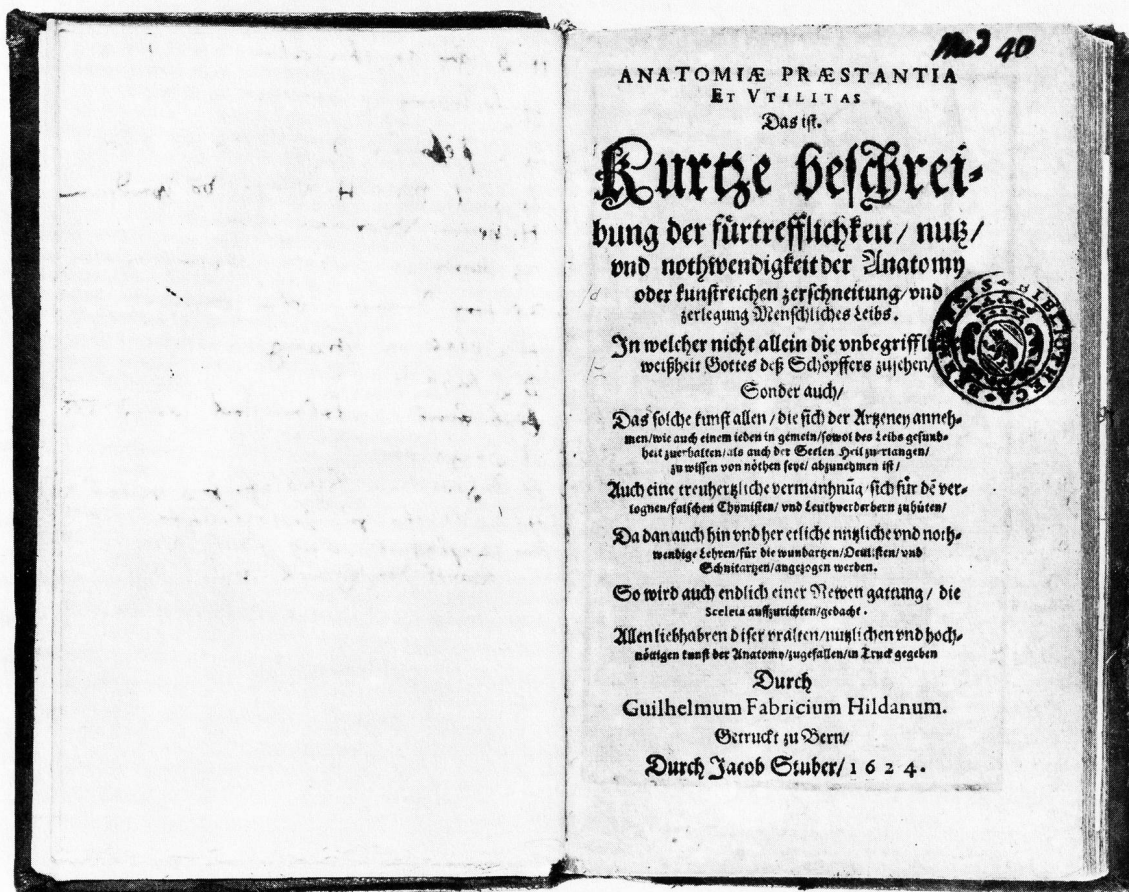 Med 40
ANATOMIÆ PRÆSTANTIA
ET VTILITAS
Das ist.
Kurtze beschrei-
bung der fürtrefflichkeit / nutz /
vnd nothwendigkeit der Anatomy
oder kunstreichen zerschneitung / vnd
zerlegung Menschliches Leibs.
In welcher nicht allein die vnbegriffli
weißheit Gottes deß Schöpffers zusehen /
Sonder auch /
Das solche kunst allen / die sich der Artzeney anneh-
men / wie auch einem ieden in gemein / sowol des Leibs gesund-
heit zuerhalten / als auch der Seelen Heil zuerlangen /
zu wissen von nöthen seye / abzunehmen ist /
Auch eine treuhertzliche vermanhnũg / sich für dẽ ver-
lognen / falschen Chymisten / vnd Leuthverderbern zuhüten /
Da dan auch hin vnd her etliche nutzliche vnd noth-
wendige Lehren / für die wundartzen / Oculisten / vnd
Schnitartzen / angezogen werden.
So wird auch endlich einer Newen gattung / die
Sceleta auffzurichten / gedacht.
Allen liebhabren diser vralten / nutzlichen vnd hoch-
nöttigen kunst der Anatomy / zugefallen / in Truck gegeben
Durch
Guilhelmum Fabricium Hildanum.
Getruckt zu Bern /
Durch Jacob Stuber / 1624.
BIBLIOTHECA BERNENSIS